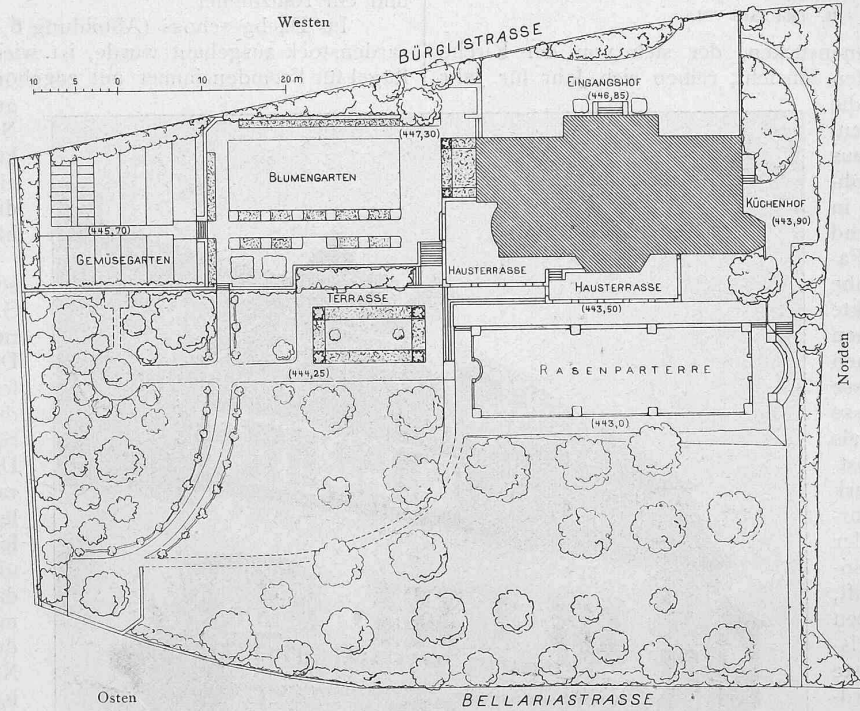 Westen
BÜRGLISTRASSE
10 0 10 20 m
EINGANGSHOF
(446,85)
(447,30)
BLUMENGARTEN
KÜCHENHOF
(443,90)
(445,70)
GEMÜSEGARTEN
HAUSTERRASSE
HAUSTERRASSE
TERRASSE
(443,50)
(444,25)
RASENPARTERRE
(443,0)
Norden
Osten
BELLARIASTRASSE